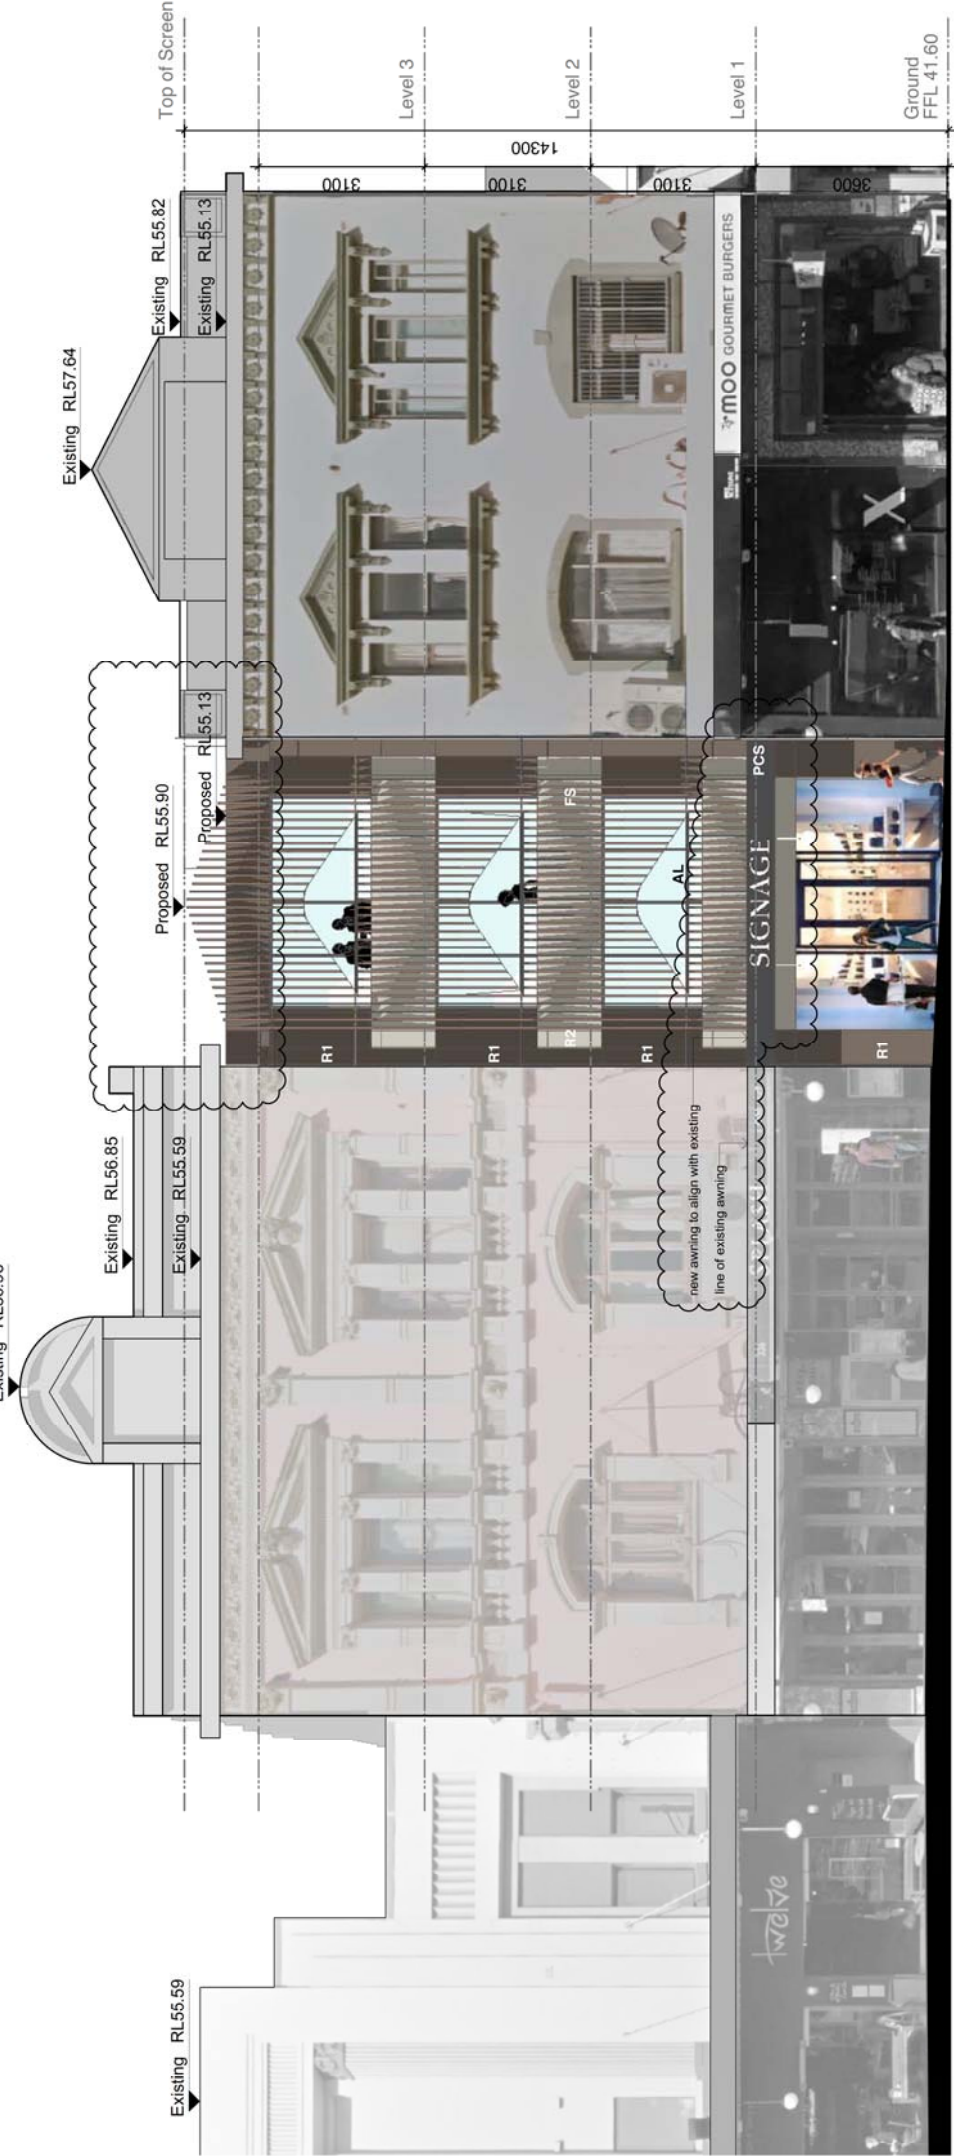 Existing RL55.59
Existing RL56.85
Existing RL55.59
Proposed RL55.90
Proposed RL55.13
Existing RL57.64
Existing RL55.82
Existing RL55.13
Top of Screen
Level 3
Level 2
Level 1
Ground
FFL 41.60
14300
3100
3100
3100
3600
R1
R1
R2
FS
R1
AL
new awning to align with existing
line of existing awning
PCS
SIGNAGE
R1
MOO GOURMET BURGERS
X
twelve